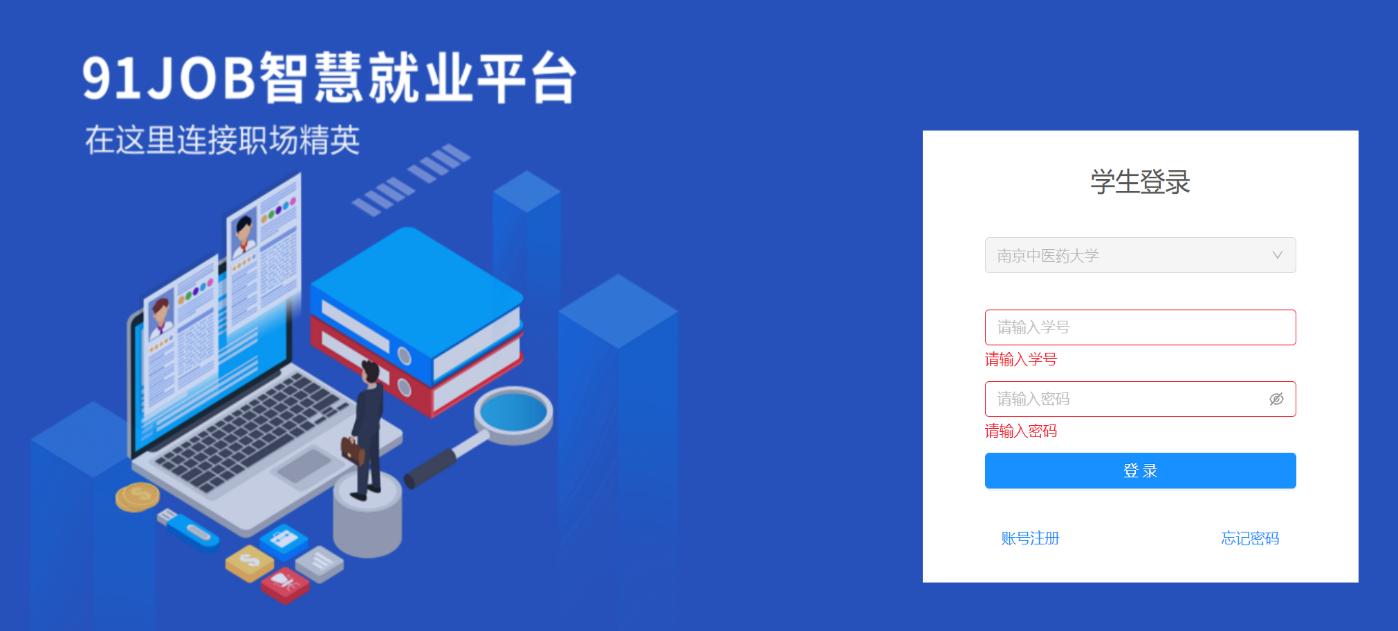 91JOB智慧就业平台
在这里连接职场精英
学生登录
南京中医药大学
请输入学号
请输入学号
请输入密码
请输入密码
登 录
账号注册
忘记密码